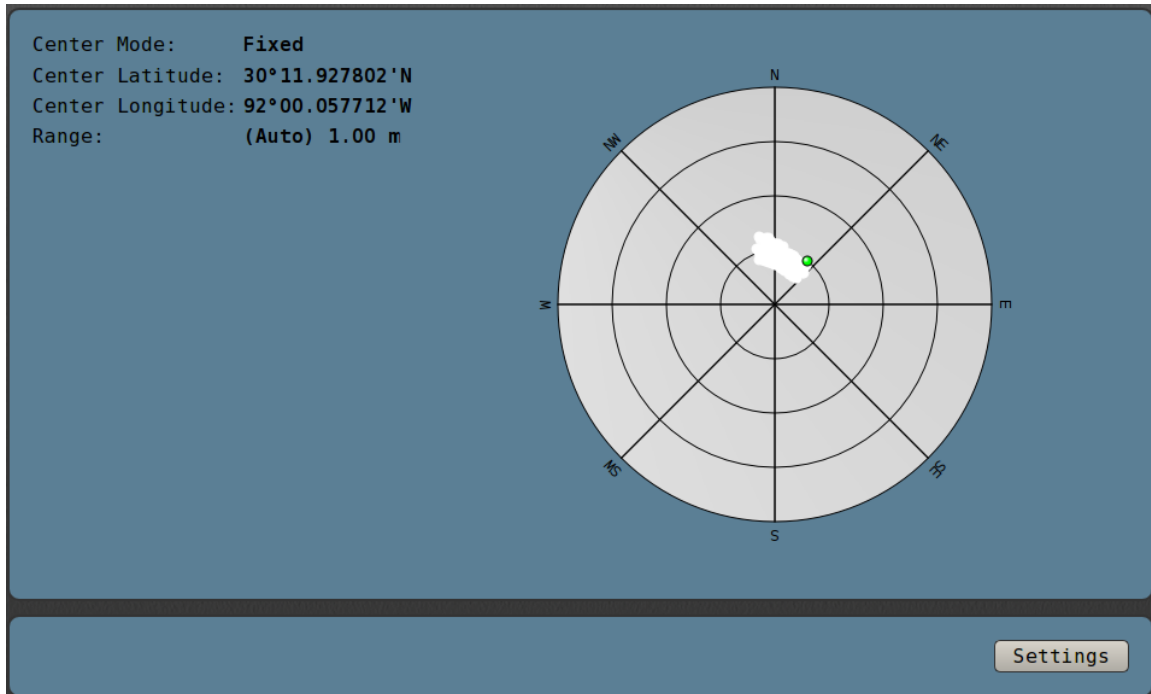 Center Mode: Fixed
Center Latitude: 30°11.927802'N
Center Longitude: 92°00.057712'W
Range: (Auto) 1.00 m
N
NW
NE
W
E
SW
SE
S
Settings